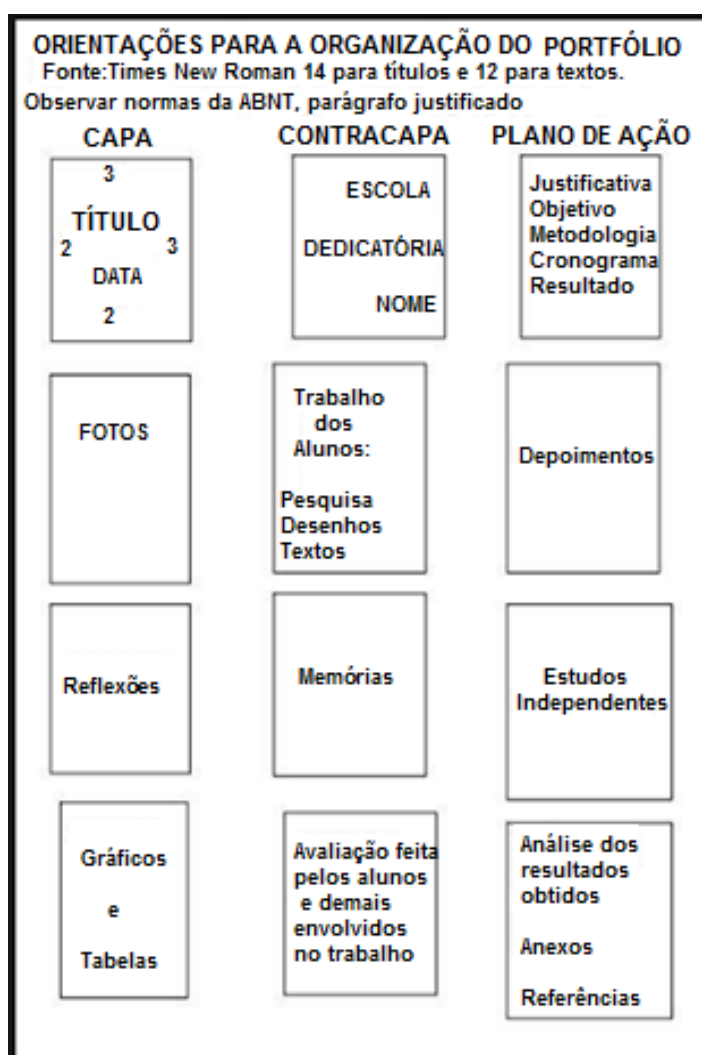 ORIENTAÇÕES PARA A ORGANIZAÇÃO DO PORTFÓLIO
Fonte:Times New Roman 14 para títulos e 12 para textos.
Observar normas da ABNT, parágrafo justificado
CAPA
3
TÍTULO
2 3
DATA
2
CONTRACAPA
ESCOLA
DEDICATÓRIA
NOME
PLANO DE AÇÃO
Justificativa
Objetivo
Metodologia
Cronograma
Resultado
FOTOS
Trabalho
dos
Alunos:
Pesquisa
Desenhos
Textos
Depoimentos
Reflexões
Memórias
Estudos
Independentes
Gráficos
e
Tabelas
Avaliação feita
pelos alunos
e demais
envolvidos
no trabalho
Análise dos
resultados
obtidos
Anexos
Referências